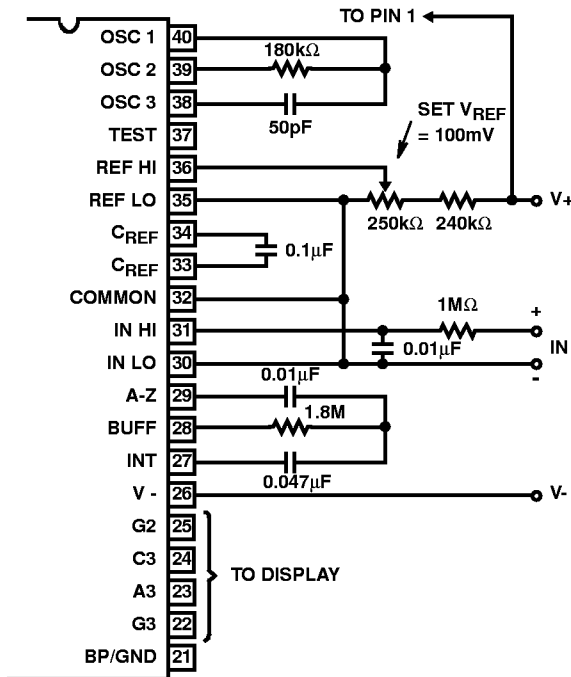 TO PIN 1
OSC 1 40
180kΩ
OSC 2 39
OSC 3 38
50pF
TEST 37
SET VREF
= 100mV
REF HI 36
REF LO 35
V+
250kΩ 240kΩ
CREF 34
0.1μF
CREF 33
COMMON 32
1MΩ
+
IN HI 31
0.01μF
IN
IN LO 30
-
0.01μF
A-Z 29
1.8M
BUFF 28
INT 27
0.047μF
V - 26
V-
G2 25
C3 24
TO DISPLAY
A3 23
G3 22
BP/GND 21